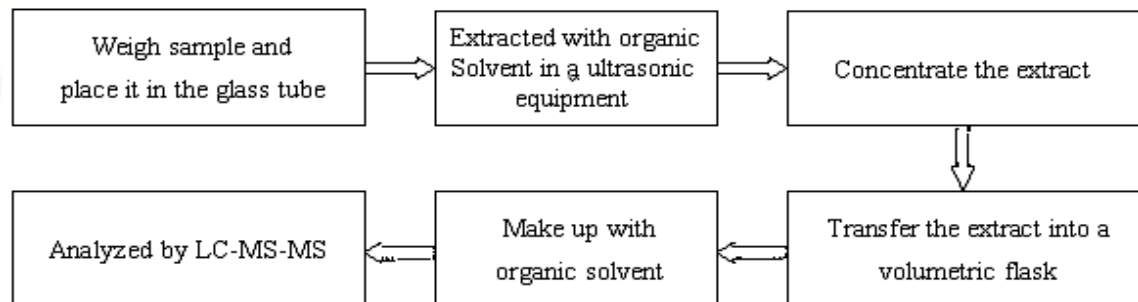 Weigh sample and
place it in the glass tube
Extracted with organic
Solvent in a ultrasonic
equipment
Concentrate the extract
Transfer the extract into a
volumetric flask
Make up with
organic solvent
Analyzed by LC-MS-MS